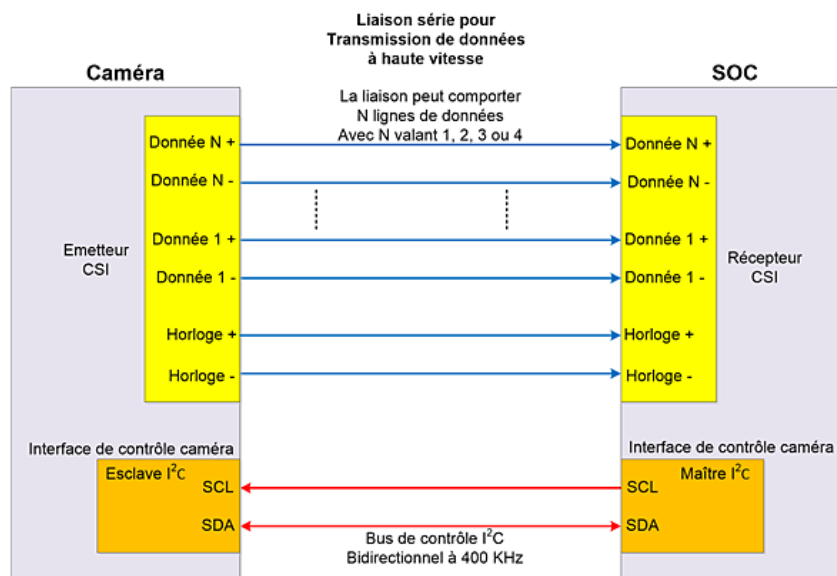 Liaison série pour
Transmission de données
à haute vitesse
Caméra
SOC
La liaison peut comporter
N lignes de données
Avec N valant 1, 2, 3 ou 4
Donnée N +
Donnée N +
Donnée N -
Donnée N -
Emetteur
CSI
Donnée 1 +
Donnée 1 +
Récepteur
CSI
Donnée 1 -
Donnée 1 -
Horloge +
Horloge +
Horloge -
Horloge -
Interface de contrôle caméra
Interface de contrôle caméra
Esclave I²C
Maître I²C
SCL
SCL
SDA
SDA
Bus de contrôle I²C
Bidirectionnel à 400 KHz